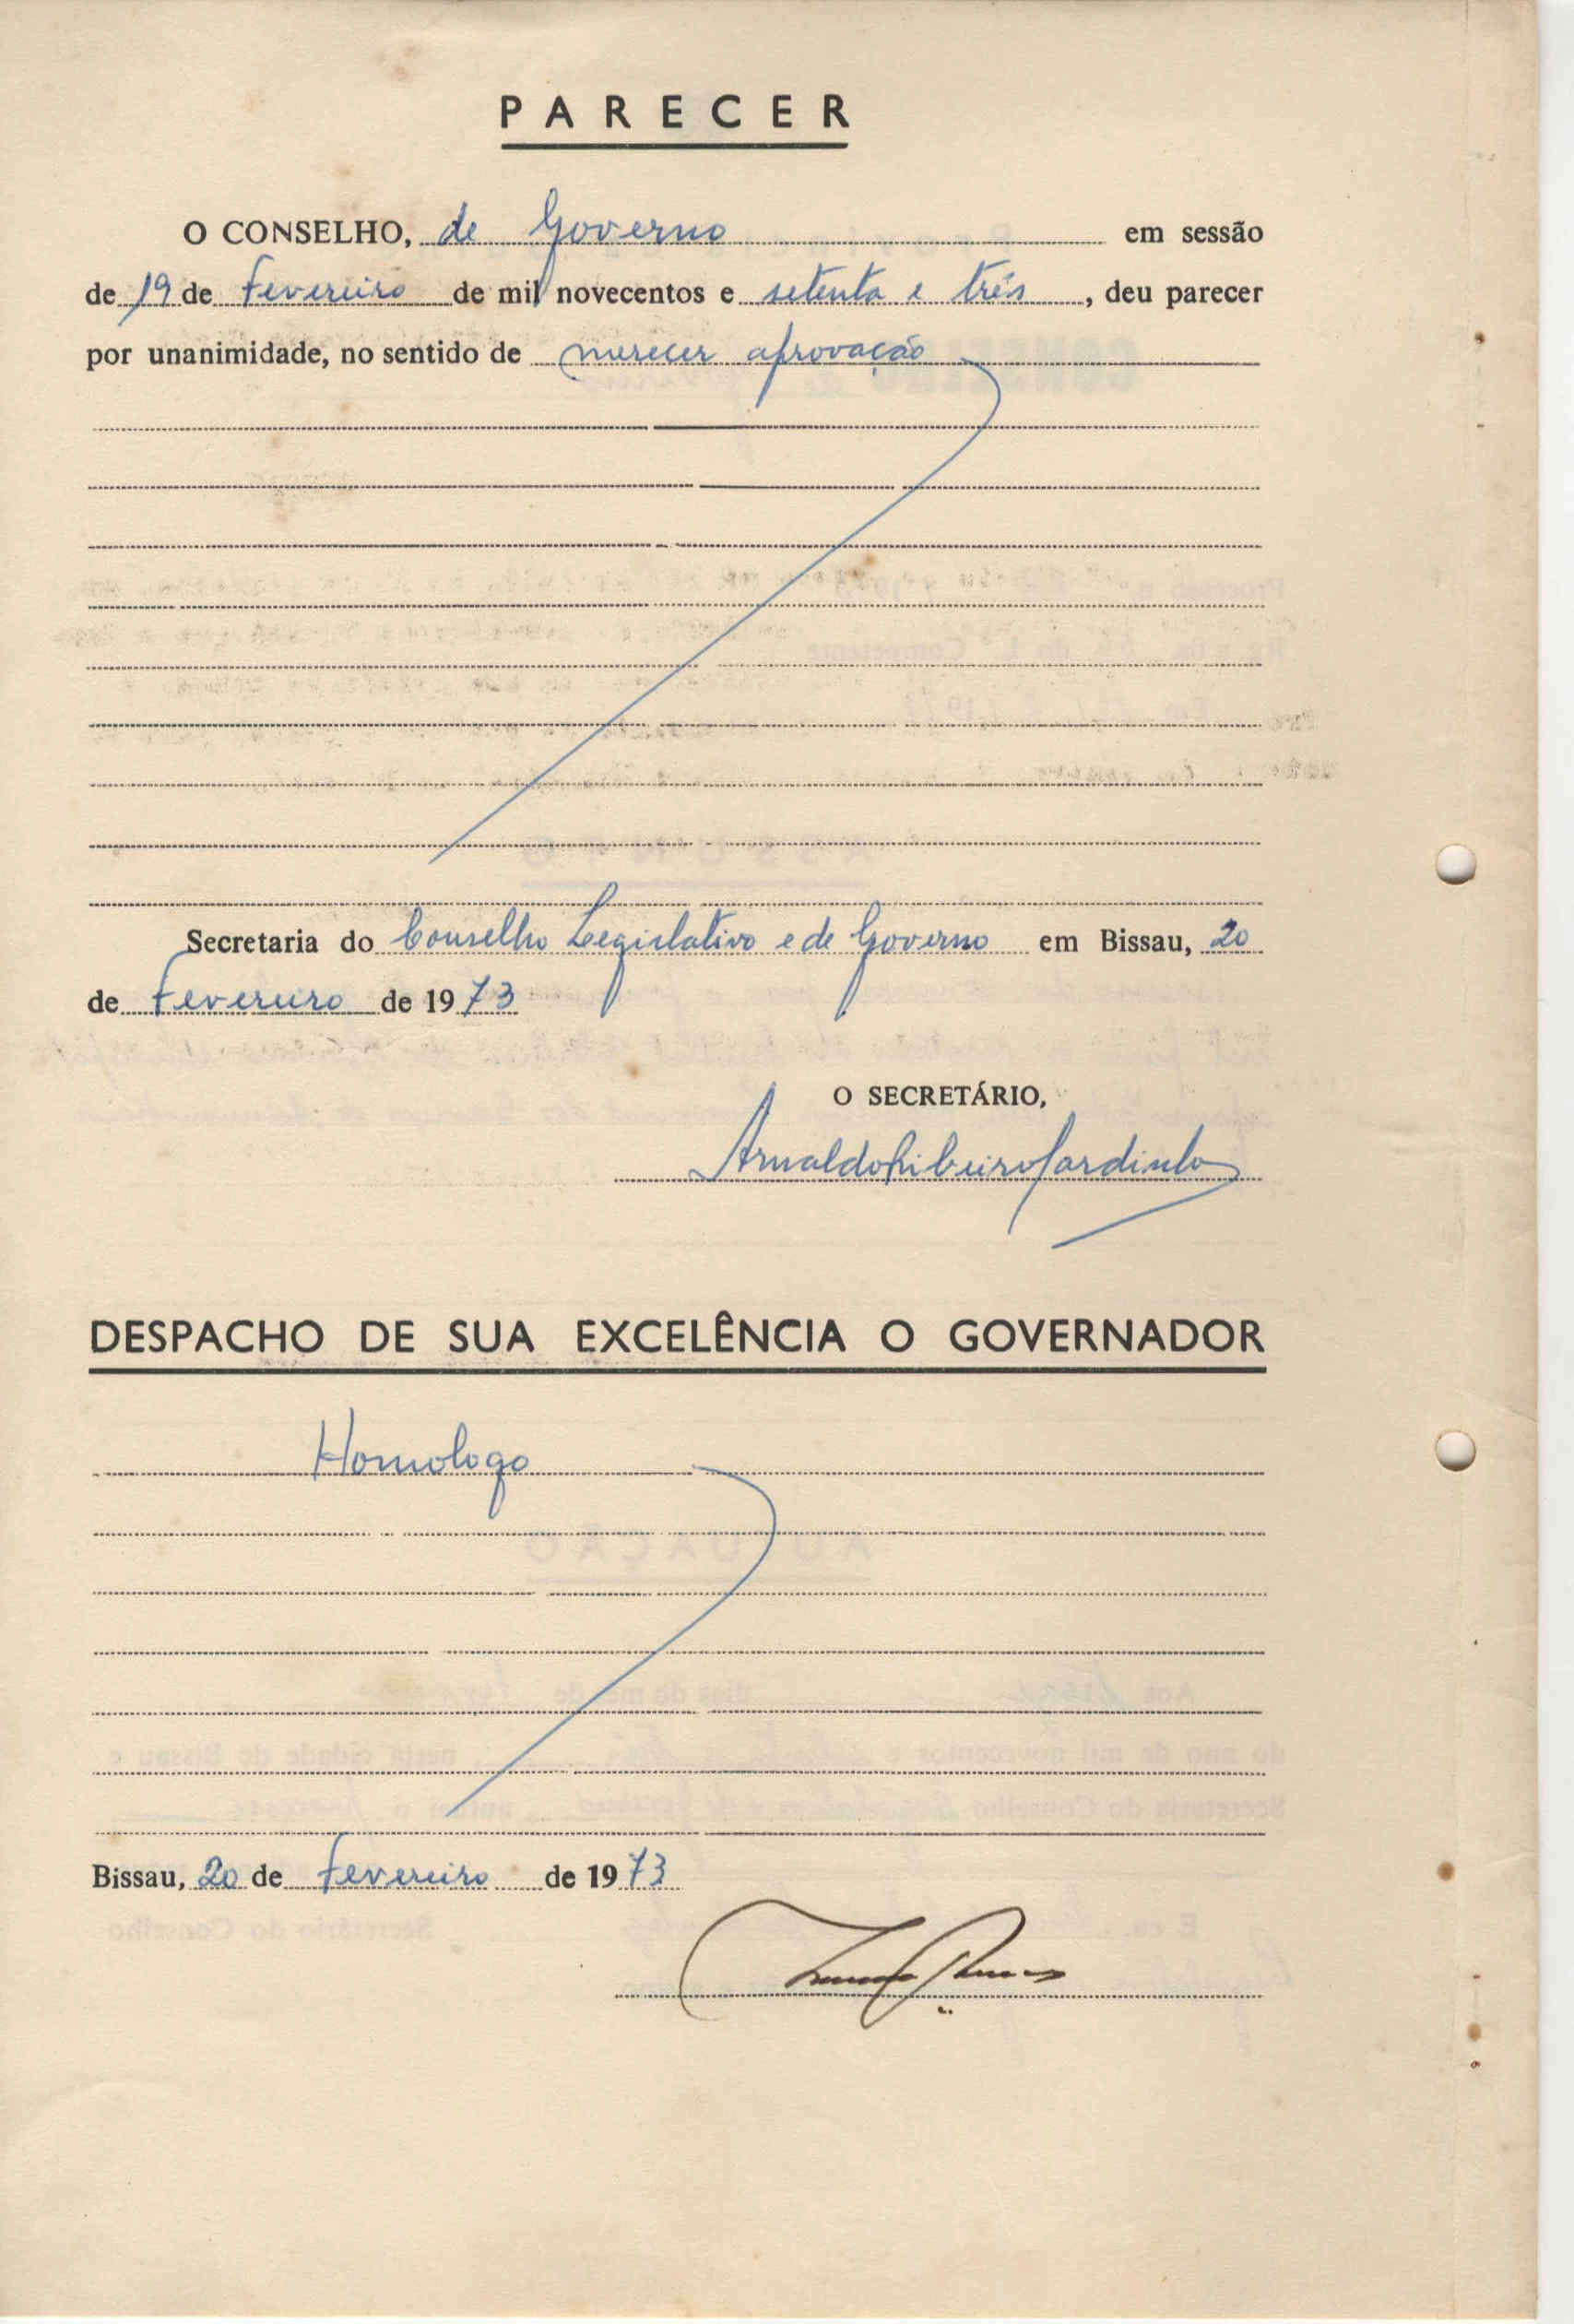 PARECER
O CONSELHO, de Governo em sessão
de 19 de Fevereiro de mil novecentos e setenta e três, deu parecer
por unanimidade, no sentido de merecer aprovação
Secretaria do Conselho Legislativo e de Governo em Bissau, 20
de Fevereiro de 1973
O SECRETÁRIO,
Arnaldo Ribeiro Sardinha
DESPACHO DE SUA EXCELÊNCIA O GOVERNADOR
Homologo
Bissau, 20 de Fevereiro de 1973